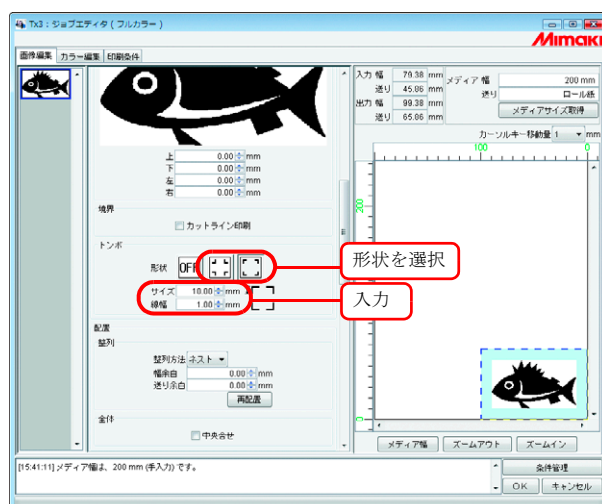 Tx3 : ジョブエディタ ( フルカラー )
Mimaki
画像編集 カラー編集 印刷条件
上 0.00 mm
下 0.00 mm
左 0.00 mm
右 0.00 mm
境界
カットライン印刷
トンボ
形状 OFF
サイズ 10.00 mm
線幅 1.00 mm
形状を選択
入力
配置
整列
整列方法 ネスト
幅余白 0.00 mm
送り余白 0.00 mm
再配置
全体
中央合せ
入力 幅 79.38 mm
送り 45.86 mm
出力 幅 99.38 mm
送り 65.86 mm
メディア 幅 200 mm
送り ロール紙
メディアサイズ取得
カーソルキー移動量 1 mm
100 0
200
0
メディア幅 ズームアウト ズームイン
[15:41:11] メディア幅は、200 mm (手入力) です。
条件管理
OK キャンセル